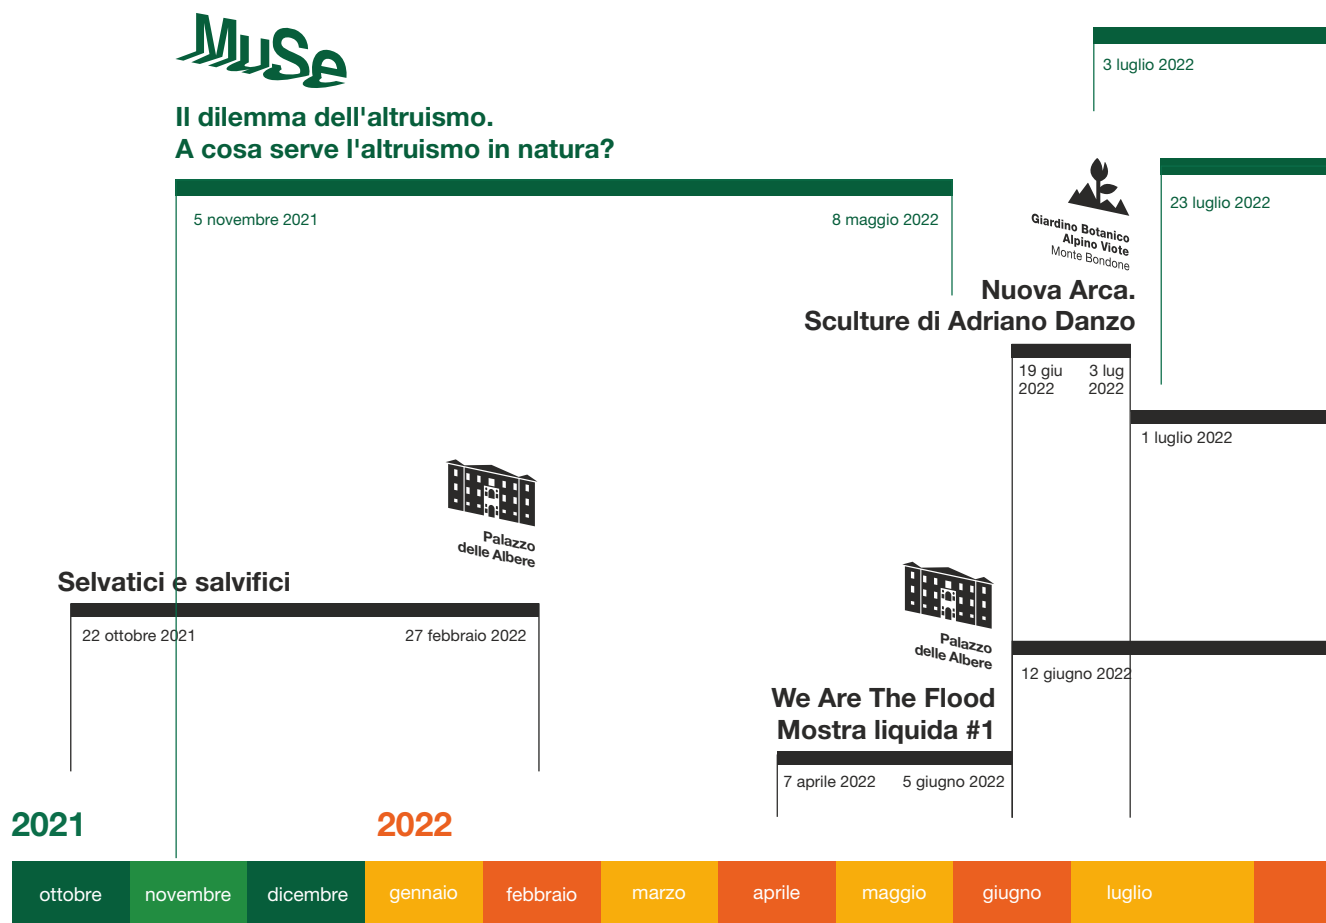 MUSe
Il dilemma dell'altruismo.
A cosa serve l'altruismo in natura?
5 novembre 2021
8 maggio 2022
3 luglio 2022
23 luglio 2022
Giardino Botanico
Alpino Viote
Monte Bondone
Nuova Arca.
Sculture di Adriano Danzo
19 giu
2022
3 lug
2022
1 luglio 2022
Palazzo
delle Albere
Selvatici e salvifici
22 ottobre 2021
27 febbraio 2022
Palazzo
delle Albere
12 giugno 2022
We Are The Flood
Mostra liquida #1
7 aprile 2022
5 giugno 2022
2021
2022
ottobre
novembre
dicembre
gennaio
febbraio
marzo
aprile
maggio
giugno
luglio